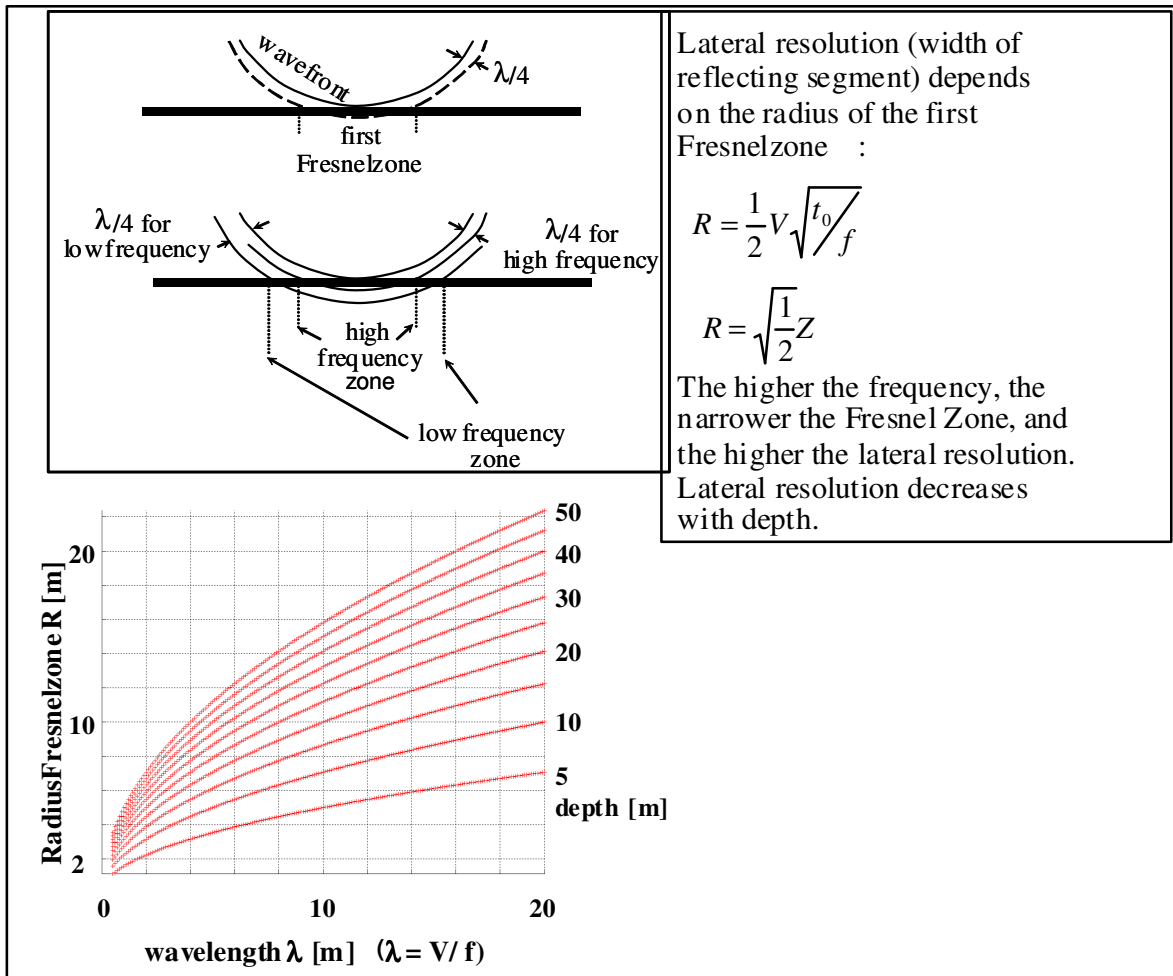 wavefront
λ/4
first
Fresnelzone
λ/4 for
low frequency
λ/4 for
high frequency
high
frequency
zone
low frequency
zone
Lateral resolution (width of
reflecting segment) depends
on the radius of the first
Fresnelzone :
R = 1/2 V √(t₀/f)
R = √(1/2) Z
The higher the frequency, the
narrower the Fresnel Zone, and
the higher the lateral resolution.
Lateral resolution decreases
with depth.
RadiusFresnelzone R [m]
20
10
2
50
40
30
20
10
5
depth [m]
0 10 20
wavelength λ [m] (λ = V/ f)